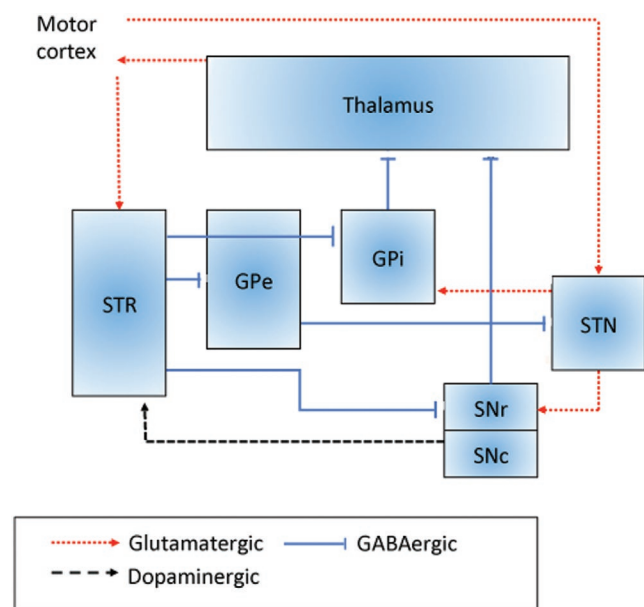 Motor
cortex
Thalamus
STR
GPe
GPi
STN
SNr
SNc
Glutamatergic
GABAergic
Dopaminergic